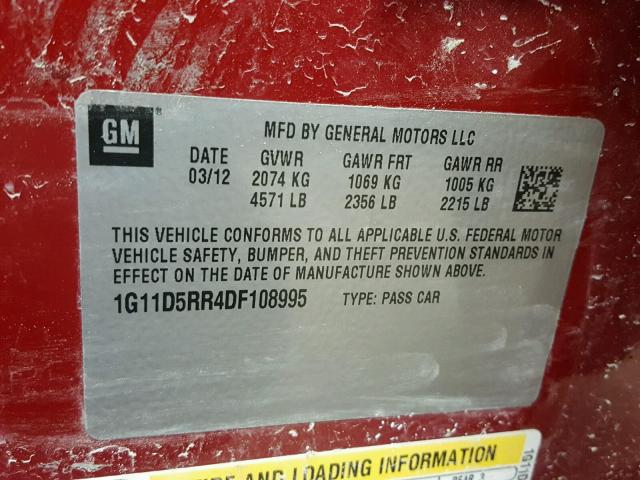 GM®
MFD BY GENERAL MOTORS LLC
DATE GVWR GAWR FRT GAWR RR
03/12 2074 KG 1069 KG 1005 KG
4571 LB 2356 LB 2215 LB
THIS VEHICLE CONFORMS TO ALL APPLICABLE U.S. FEDERAL MOTOR
VEHICLE SAFETY, BUMPER, AND THEFT PREVENTION STANDARDS IN
EFFECT ON THE DATE OF MANUFACTURE SHOWN ABOVE.
1G11D5RR4DF108995 TYPE: PASS CAR
AND LOADING INFORMATION
REAR 3
1G11D